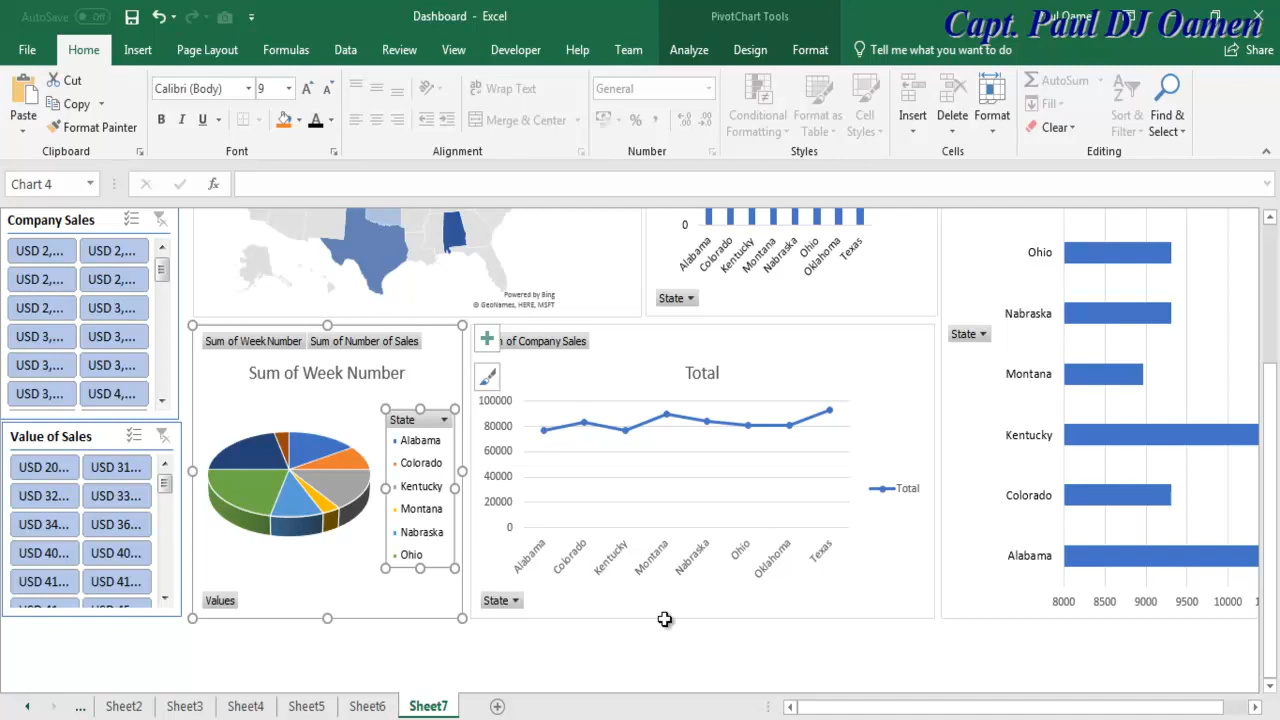 AutoSave Off
Dashboard - Excel
PivotChart Tools
Capt. Paul DJ Oamen
File Home Insert Page Layout Formulas Data Review View Developer Help Team Analyze Design Format Tell me what you want to do Share
Cut
Copy
Format Painter
Paste
Clipboard
Calibri (Body) 9
B I U
Font
Wrap Text
Merge & Center
Alignment
General
Number
Conditional Formatting
Table
Cell Styles
Styles
Insert Delete Format
Cells
AutoSum
Fill
Clear
Sort & Filter
Find & Select
Editing
Chart 4
fx
Company Sales
USD 2,... USD 2,...
USD 2,... USD 2,...
USD 2,... USD 3,...
USD 3,... USD 3,...
USD 3,... USD 3,...
USD 3,... USD 4,...
Value of Sales
USD 20... USD 31...
USD 32... USD 33...
USD 34... USD 36...
USD 40... USD 40...
USD 41... USD 41...
Powered by Bing
© GeoNames, HERE, MSFT
0
Alabama
Colorado
Kentucky
Montana
Nabraska
Ohio
Oklahoma
Texas
State
Sum of Week Number Sum of Number of Sales
Sum of Week Number
State
Alabama
Colorado
Kentucky
Montana
Nabraska
Ohio
Values
of Company Sales
Total
100000
80000
60000
40000
20000
0
Alabama
Colorado
Kentucky
Montana
Nabraska
Ohio
Oklahoma
Texas
Total
State
State
Ohio
Nabraska
Montana
Kentucky
Colorado
Alabama
8000 8500 9000 9500 10000
... Sheet2 Sheet3 Sheet4 Sheet5 Sheet6 Sheet7